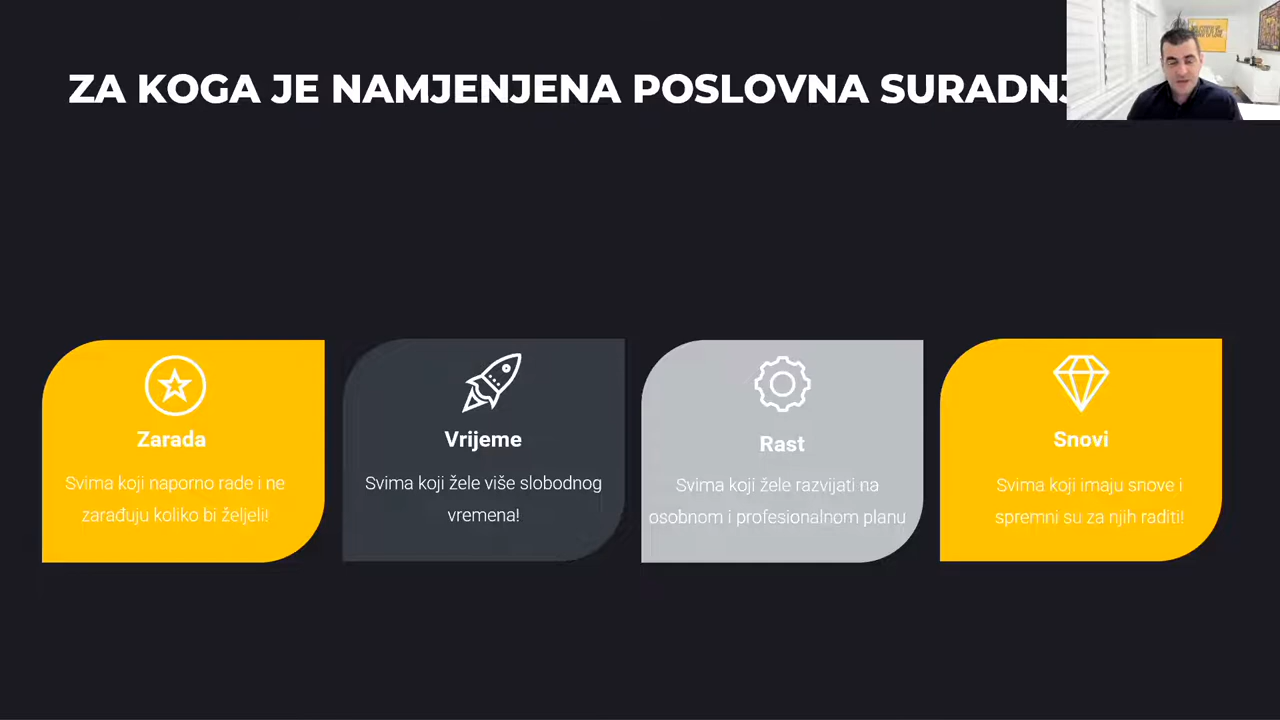 ZA KOGA JE NAMJENJENA POSLOVNA
Zarada
Svima koji naporno rade i ne
zarađuju koliko bi željeli!
Vrijeme
Svima koji žele više slobodnog
vremena!
Rast
Svima koji žele razvijati na
osobnom i profesionalnom planu
Snovi
Svima koji imaju snove i
spremni su za njih raditi!